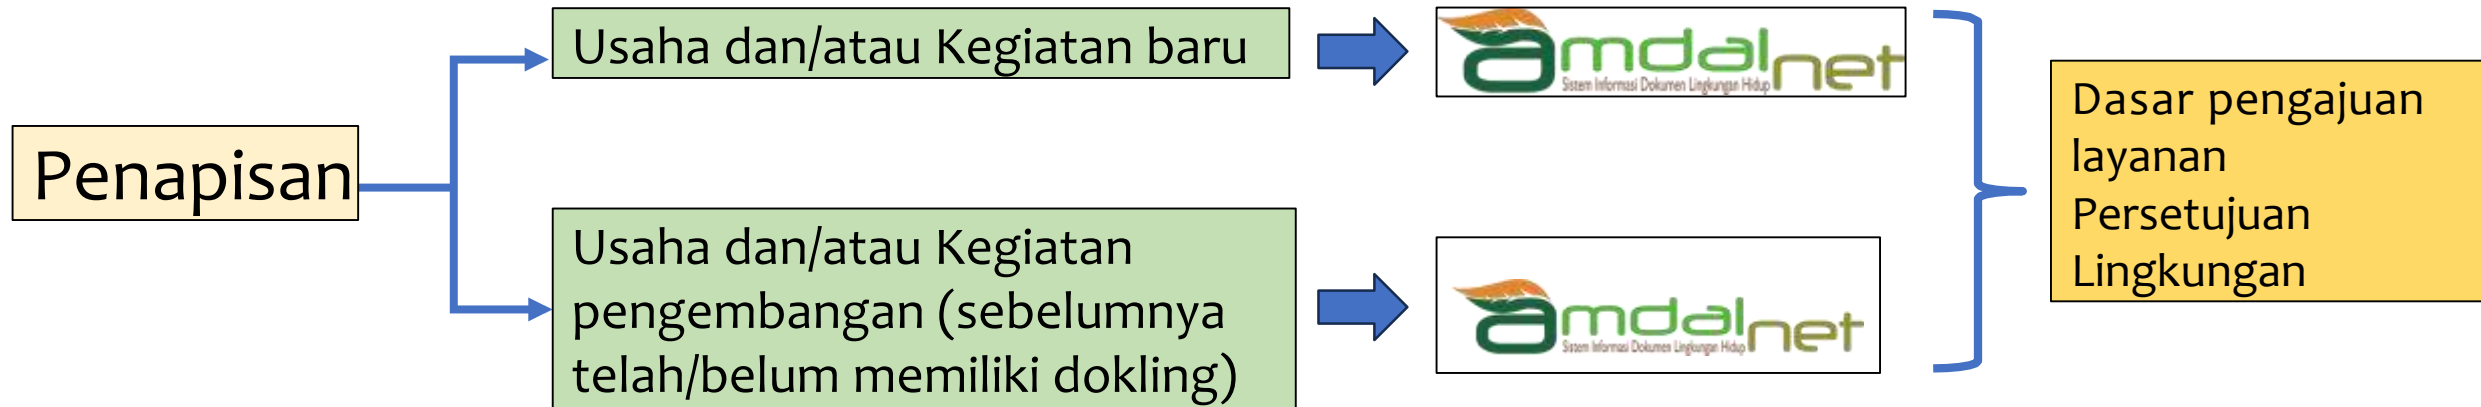 Penapisan
Usaha dan/atau Kegiatan baru
amdalnet
Sistem Informasi Dokumen Lingkungan Hidup
Usaha dan/atau Kegiatan
pengembangan (sebelumnya
telah/belum memiliki dokling)
amdalnet
Sistem Informasi Dokumen Lingkungan Hidup
Dasar pengajuan
layanan
Persetujuan
Lingkungan